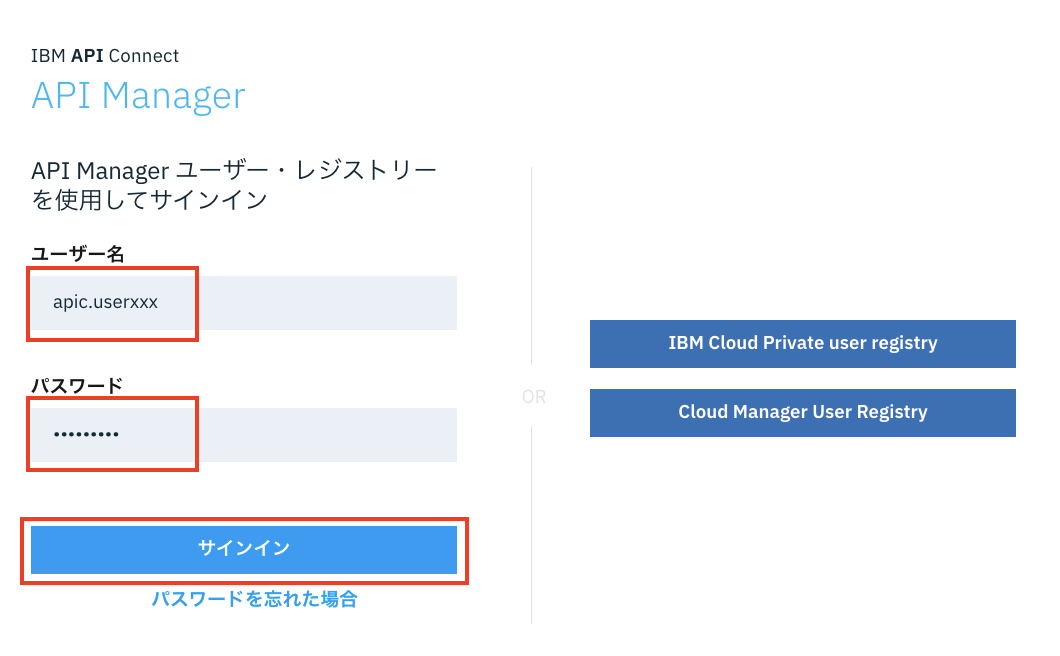 IBM API Connect
API Manager
API Manager ユーザー・レジストリー
を使用してサインイン
ユーザー名
apic.userxxx
パスワード
•••••••••
サインイン
パスワードを忘れた場合
OR
IBM Cloud Private user registry
Cloud Manager User Registry